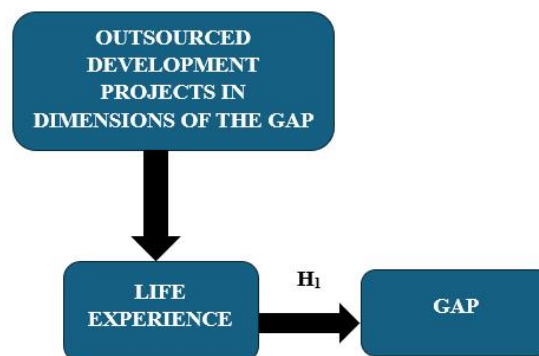 OUTSOURCED
DEVELOPMENT
PROJECTS IN
DIMENSIONS OF THE GAP
LIFE
EXPERIENCE
H₁
GAP